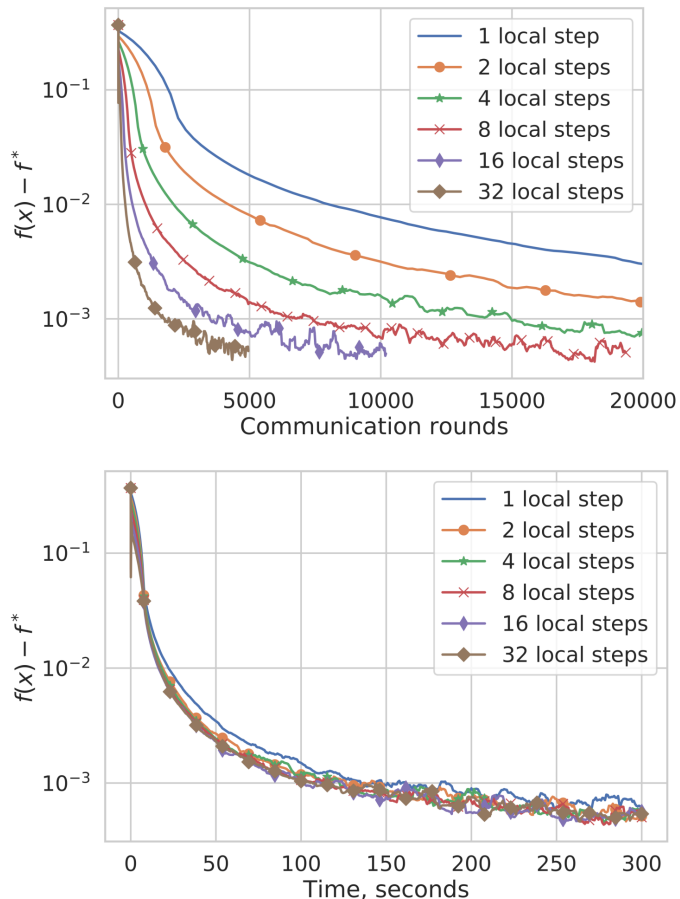 1 local step
2 local steps
4 local steps
8 local steps
16 local steps
32 local steps
10⁻¹
10⁻²
10⁻³
f(x) − f*
0 5000 10000 15000 20000
Communication rounds
1 local step
2 local steps
4 local steps
8 local steps
16 local steps
32 local steps
10⁻¹
10⁻²
10⁻³
f(x) − f*
0 50 100 150 200 250 300
Time, seconds